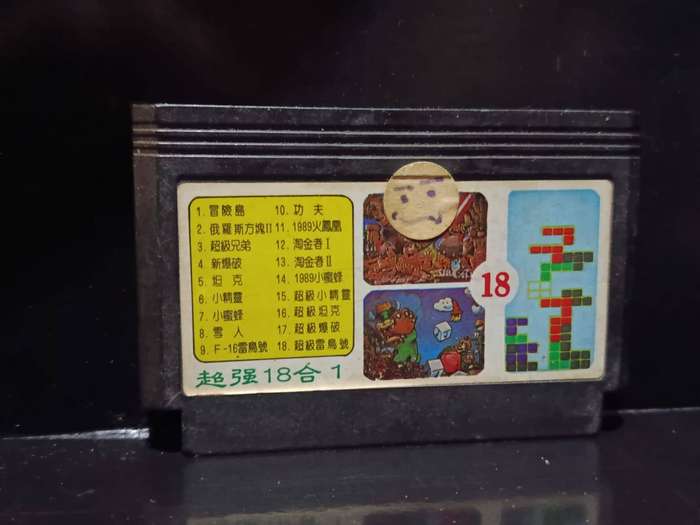 1. 冒險島
2. 俄羅斯方塊II
3. 超級兄弟
4. 新爆破
5. 坦克
6. 小精靈
7. 小蜜蜂
8. 雪人
9. F-16雷鳥號
10. 功夫
11. 1989火鳳凰
12. 淘金者I
13. 淘金者II
14. 1989小蜜蜂
15. 超級小精靈
16. 超級坦克
17. 超級爆破
18. 超級雷鳥號
超强18合1
18